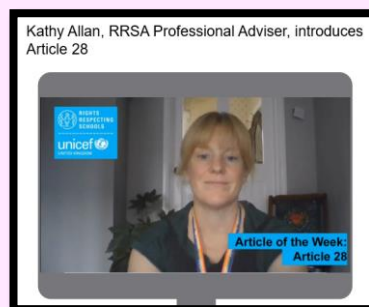 Kathy Allan, RRSA Professional Adviser, introduces
Article 28
RIGHTS
RESPECTING
SCHOOLS
unicef
UNITED KINGDOM
Article of the Week:
Article 28